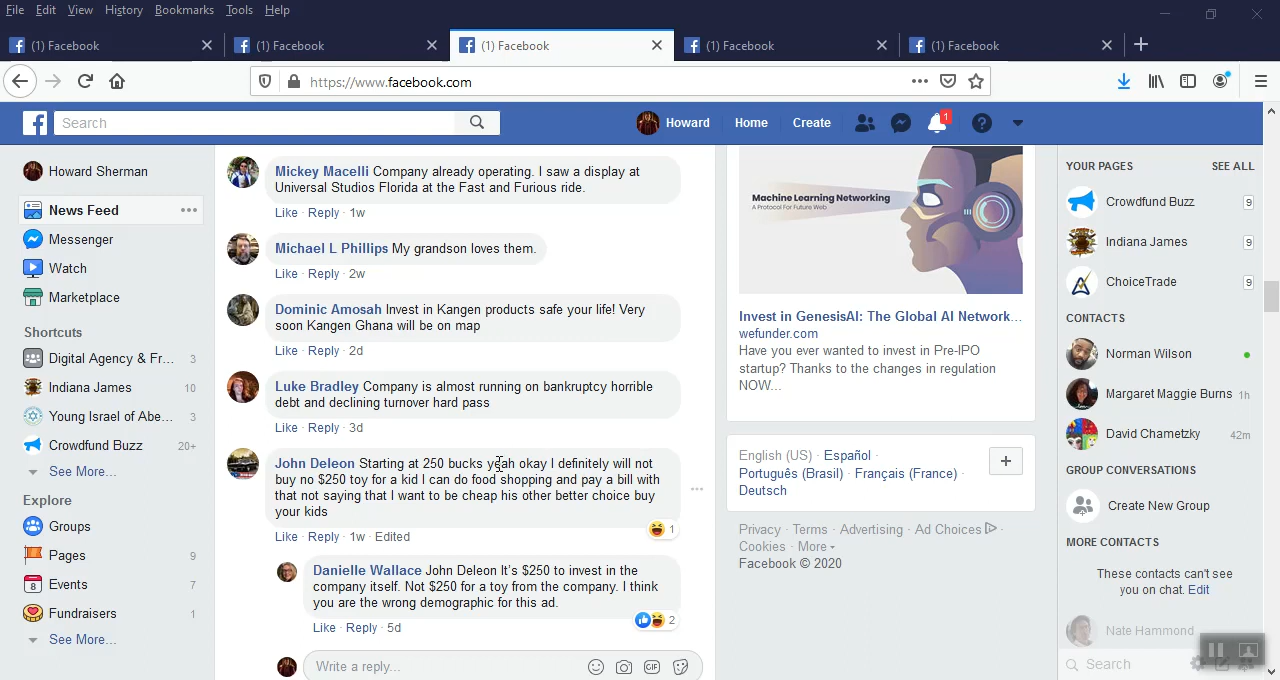 File Edit View History Bookmarks Tools Help
(1) Facebook
(1) Facebook
(1) Facebook
(1) Facebook
(1) Facebook
https://www.facebook.com
Search
Howard Home Create
1
Howard Sherman
News Feed
Messenger
Watch
Marketplace
Shortcuts
Digital Agency & Fr... 3
Indiana James 10
Young Israel of Abe... 3
Crowdfund Buzz 20+
See More...
Explore
Groups
Pages 9
Events 7
Fundraisers 1
See More...
Mickey Macelli Company already operating. I saw a display at
Universal Studios Florida at the Fast and Furious ride.
Like · Reply · 1w
Michael L Phillips My grandson loves them.
Like · Reply · 2w
Dominic Amosah Invest in Kangen products safe your life! Very
soon Kangen Ghana will be on map
Like · Reply · 2d
Luke Bradley Company is almost running on bankruptcy horrible
debt and declining turnover hard pass
Like · Reply · 3d
John Deleon Starting at 250 bucks okay I definitely will not
buy no $250 toy for a kid I can do food shopping and pay a bill with
that not saying that I want to be cheap his other better choice buy
your kids
1
Like · Reply · 1w · Edited
Danielle Wallace John Deleon It's $250 to invest in the
company itself. Not $250 for a toy from the company. I think
you are the wrong demographic for this ad.
2
Like · Reply · 5d
Write a reply...
GIF
Machine Learning Networking
A Protocol For Future Web
Invest in GenesisAI: The Global AI Network...
wefunder.com
Have you ever wanted to invest in Pre-IPO
startup? Thanks to the changes in regulation
NOW...
English (US) · Español ·
Português (Brasil) · Français (France) ·
Deutsch
Privacy · Terms · Advertising · Ad Choices ·
Cookies · More
Facebook © 2020
YOUR PAGES SEE ALL
Crowdfund Buzz 9
Indiana James 9
ChoiceTrade 9
CONTACTS
Norman Wilson
Margaret Maggie Burns 1h
David Chametzky 42m
GROUP CONVERSATIONS
Create New Group
MORE CONTACTS
These contacts can't see
you on chat. Edit
Nate Hammond
Search